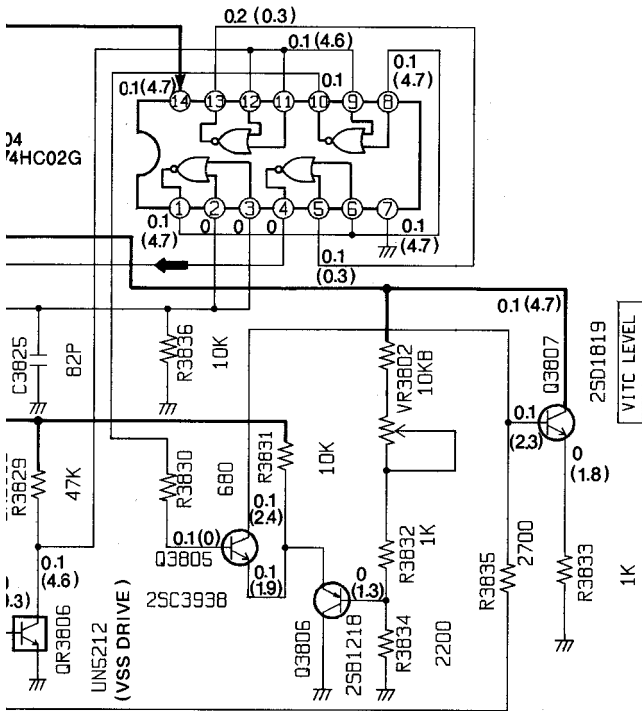 0.2 (0.3)
0.1 (4.6)
0.1
(4.7)
0.1
0.1 (4.7)
14
13
12
11
10
9
8
04
74HC02G
1
2
3
4
5
6
7
0.1
(4.7)
0
0
0
0.1
(0.3)
0.1
(4.7)
0.1 (4.7)
C3825
82P
R3836
10K
VR3802
10KB
Q3807
2SD1819
VITC LEVEL
0.1
(2.3)
0
(1.8)
R3829
47K
R3830
680
R3831
10K
0.1
(2.4)
0.1(0)
Q3805
2SC3938
0.1
(1.9)
R3832
1K
R3835
2700
R3833
1K
0.1
(4.6)
0.3)
QR3806
UN5212
(VSS DRIVE)
0
(1.3)
Q3806
2SB1218
R3834
2200